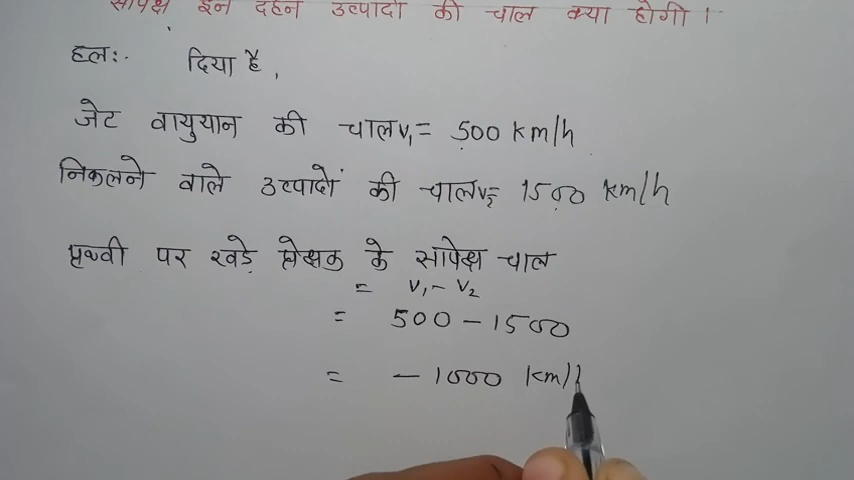 सापेक्ष इन दहन उत्पादों की चाल क्या होगी ।
हल:- दिया है,
जेट वायुयान की चाल v₁ = 500 km/h
निकलने वाले उत्पादों की चाल v₂ = 1500 km/h
पृथ्वी पर खड़े प्रेक्षक के सापेक्ष चाल
= v₁ - v₂
= 500 - 1500
= - 1000 km/h